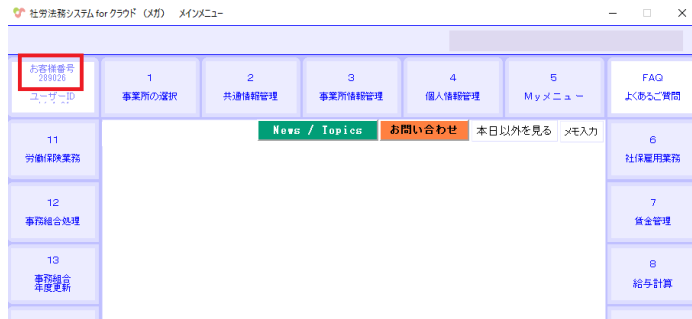 社労法務システム for クラウド（メガ） メインメニュー
お客様番号
289026
ユーザーID
1
事業所の選択
2
共通情報管理
3
事業所情報管理
4
個人情報管理
5
Myメニュー
FAQ
よくあるご質問
News / Topics
お問い合わせ
本日以外を見る
メモ入力
11
労働保険業務
6
社保雇用業務
12
事務組合処理
7
賃金管理
13
事務組合
年度更新
8
給与計算